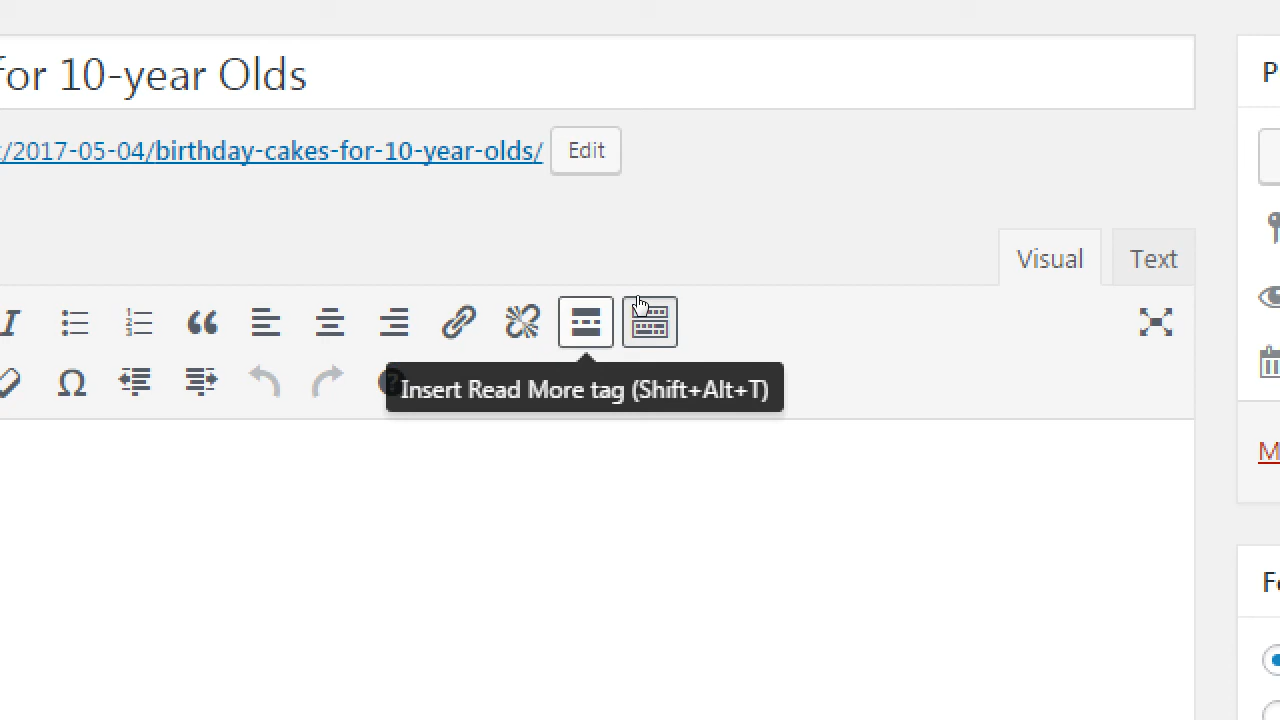 for 10-year Olds
/2017-05-04/birthday-cakes-for-10-year-olds/ Edit
Visual Text
Insert Read More tag (Shift+Alt+T)